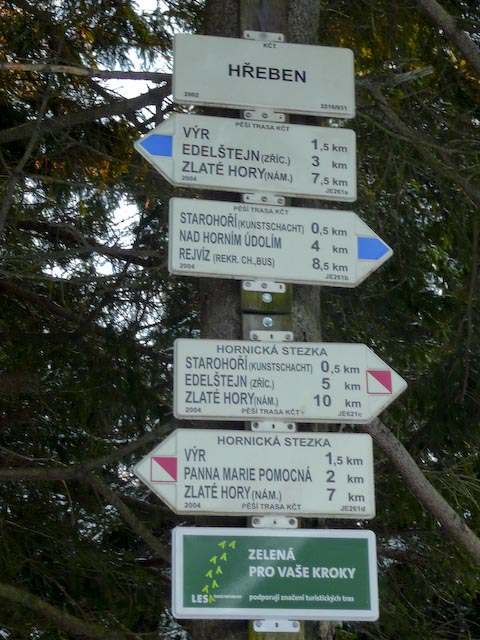 KČT
HŘEBEN
2002 2216/931
PĚŠÍ TRASA KČT
VÝR 1,5 km
EDELŠTEJN (ZŘÍC.) 3 km
ZLATÉ HORY (NÁM.) 7,5 km
2004 JE261a
PĚŠÍ TRASA KČT
STAROHOŘÍ (KUNSTSCHACHT) 0,5 km
NAD HORNÍM ÚDOLÍM 4 km
REJVÍZ (REKR. CH.,BUS) 8,5 km
2004 JE261b
HORNICKÁ STEZKA
STAROHOŘÍ (KUNSTSCHACHT) 0,5 km
EDELŠTEJN (ZŘÍC.) 5 km
ZLATÉ HORY (NÁM.) 10 km
2004 PĚŠÍ TRASA KČT JE621c
HORNICKÁ STEZKA
VÝR 1,5 km
PANNA MARIE POMOCNÁ 2 km
ZLATÉ HORY (NÁM.) 7 km
2004 PĚŠÍ TRASA KČT JE261d
ZELENÁ
PRO VAŠE KROKY
LES podporují značení turistických tras